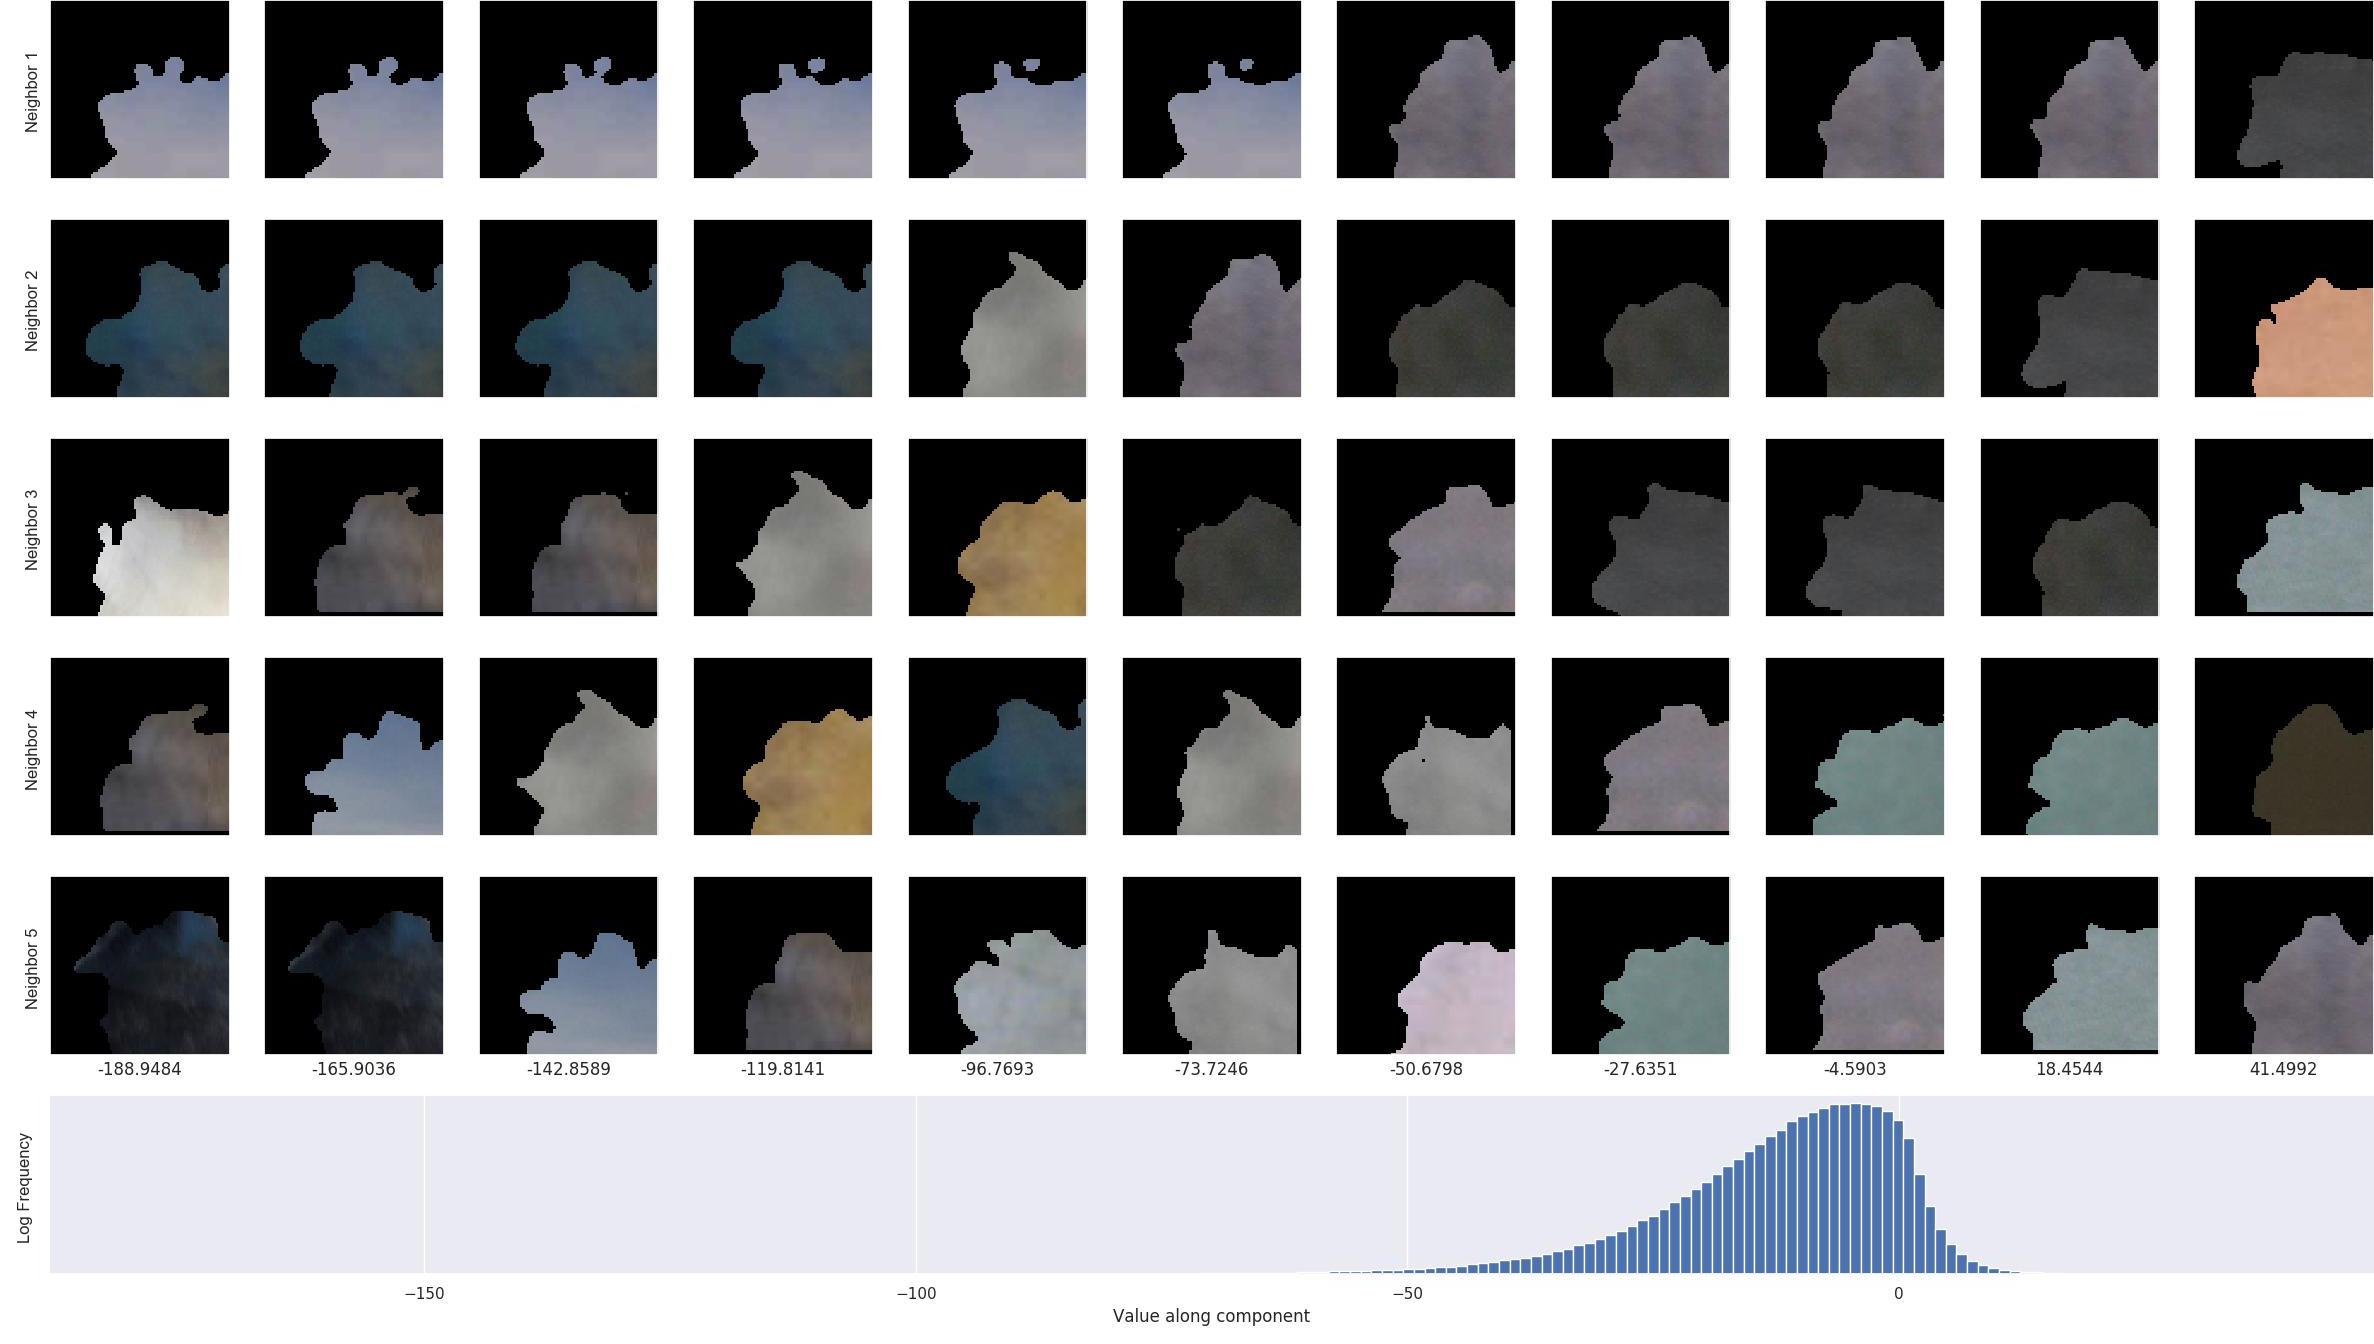 Neighbor 1
Neighbor 2
Neighbor 3
Neighbor 4
Neighbor 5
-188.9484 -165.9036 -142.8589 -119.8141 -96.7693 -73.7246 -50.6798 -27.6351 -4.5903 18.4544 41.4992
Log Frequency
−150 −100 −50 0
Value along component